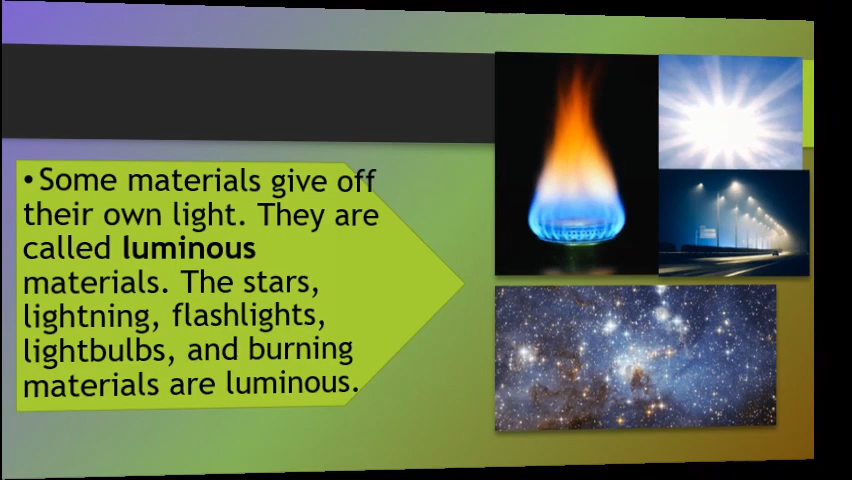 •Some materials give off
their own light. They are
called luminous
materials. The stars,
lightning, flashlights,
lightbulbs, and burning
materials are luminous.